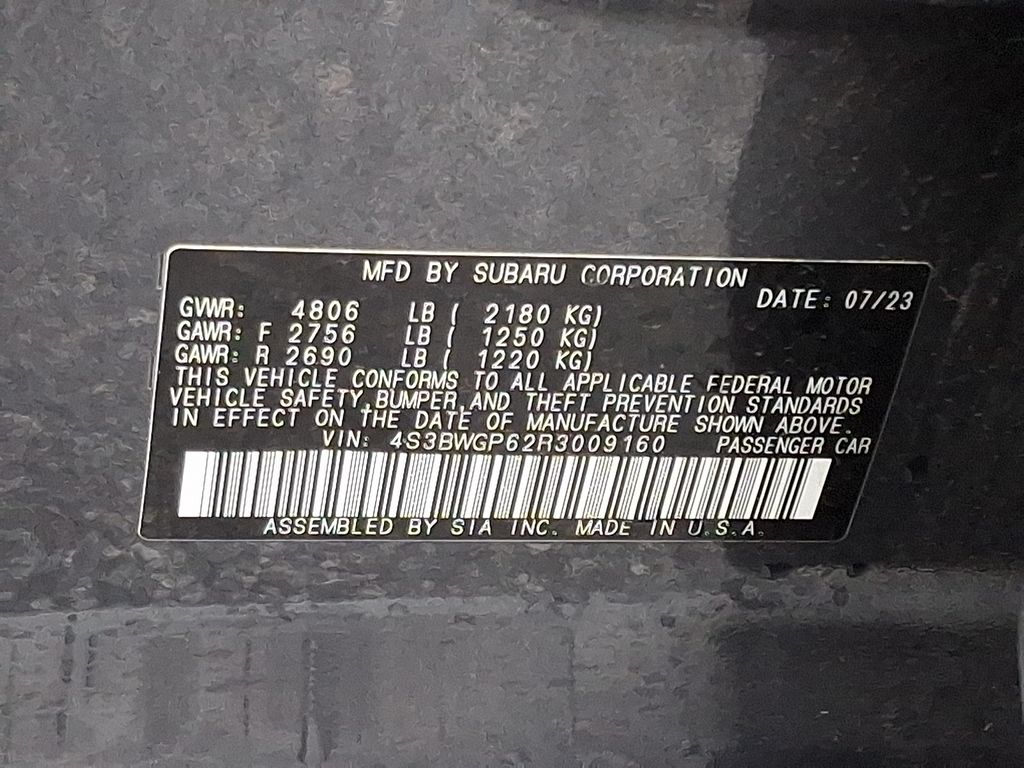 MFD BY SUBARU CORPORATION
DATE: 07/23
GVWR: 4806 LB ( 2180 KG)
GAWR: F 2756 LB ( 1250 KG)
GAWR: R 2690 LB ( 1220 KG)
THIS VEHICLE CONFORMS TO ALL APPLICABLE FEDERAL MOTOR
VEHICLE SAFETY, BUMPER, AND THEFT PREVENTION STANDARDS
IN EFFECT ON THE DATE OF MANUFACTURE SHOWN ABOVE.
VIN: 4S3BWGP62R3009160 PASSENGER CAR
ASSEMBLED BY SIA INC. MADE IN U.S.A.